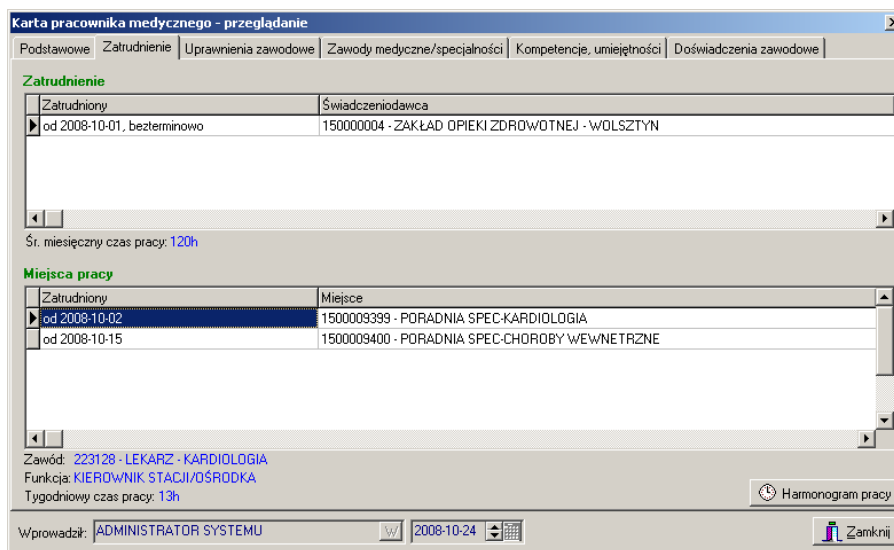 Karta pracownika medycznego - przeglądanie
Podstawowe Zatrudnienie Uprawnienia zawodowe Zawody medyczne/specjalności Kompetencje, umiejętności Doświadczenia zawodowe
Zatrudnienie
Zatrudniony Świadczeniodawca
od 2008-10-01, bezterminowo 150000004 - ZAKŁAD OPIEKI ZDROWOTNEJ - WOLSZTYN
Śr. miesięczny czas pracy: 120h
Miejsca pracy
Zatrudniony Miejsce
od 2008-10-02 1500009399 - PORADNIA SPEC-KARDIOLOGIA
od 2008-10-15 1500009400 - PORADNIA SPEC-CHOROBY WEWNETRZNE
Zawód: 223128 - LEKARZ - KARDIOLOGIA
Funkcja: KIEROWNIK STACJI/OŚRODKA
Tygodniowy czas pracy: 13h
Harmonogram pracy
Wprowadził: ADMINISTRATOR SYSTEMU W 2008-10-24 Zamknij